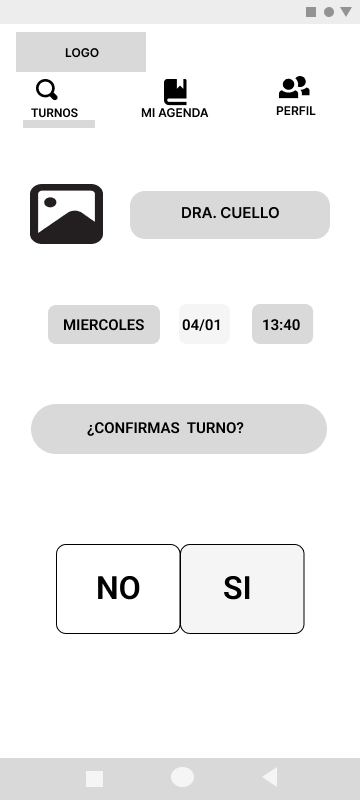 LOGO
TURNOS
MI AGENDA
PERFIL
DRA. CUELLO
MIERCOLES
04/01
13:40
¿CONFIRMAS TURNO?
NO
SI